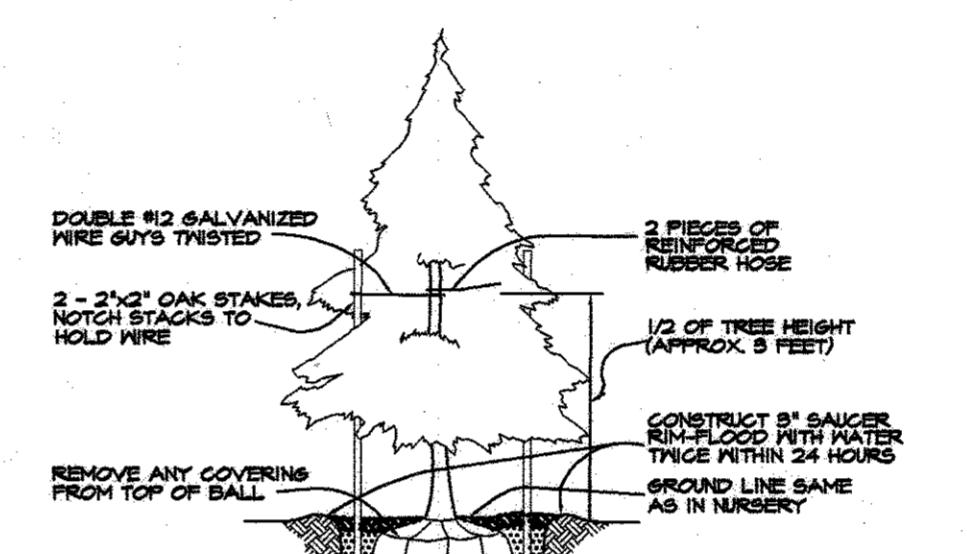 DOUBLE #12 GALVANIZED
WIRE GUYS TWISTED
2 - 2"x2" OAK STAKES,
NOTCH STACKS TO
HOLD WIRE
REMOVE ANY COVERING
FROM TOP OF BALL
2 PIECES OF
REINFORCED
RUBBER HOSE
1/2 OF TREE HEIGHT
(APPROX. 3 FEET)
CONSTRUCT 3" SAUCER
RIM-FLOOD WITH WATER
TWICE WITHIN 24 HOURS
GROUND LINE SAME
AS IN NURSERY